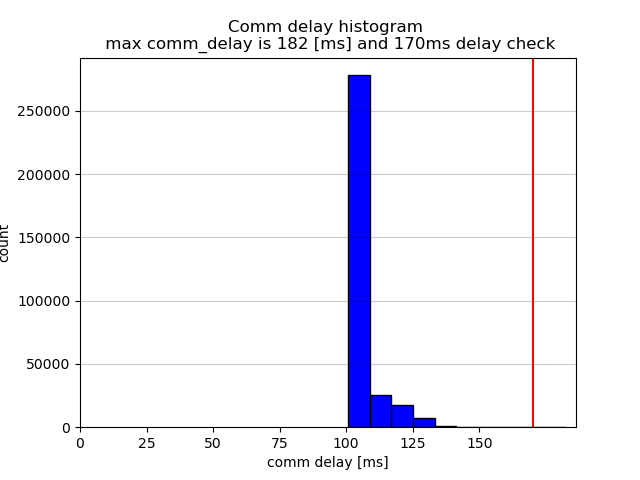 Comm delay histogram
max comm_delay is 182 [ms] and 170ms delay check
250000
200000
150000
100000
50000
0
count
0 25 50 75 100 125 150
comm delay [ms]